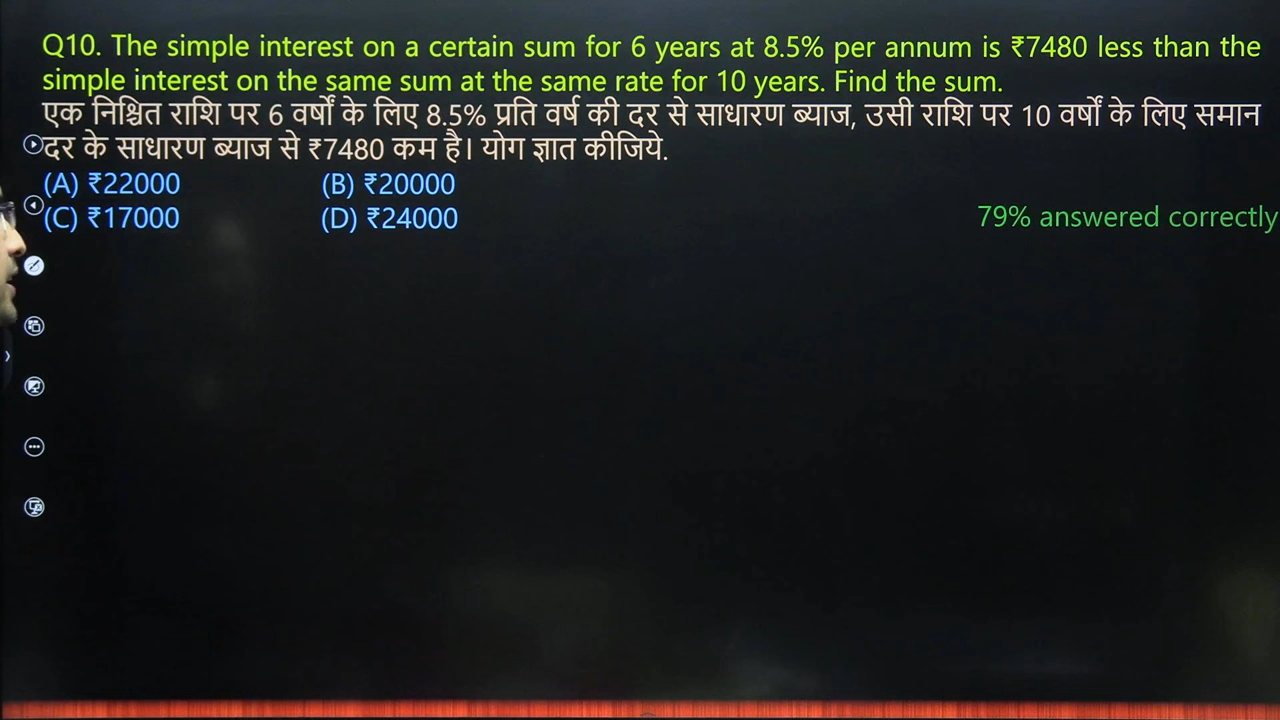 Q10. The simple interest on a certain sum for 6 years at 8.5% per annum is ₹7480 less than the
simple interest on the same sum at the same rate for 10 years. Find the sum.
एक निश्चित राशि पर 6 वर्षों के लिए 8.5% प्रति वर्ष की दर से साधारण ब्याज, उसी राशि पर 10 वर्षों के लिए समान
दर के साधारण ब्याज से ₹7480 कम है। योग ज्ञात कीजिये.
(A) ₹22000 (B) ₹20000
(C) ₹17000 (D) ₹24000
79% answered correctly